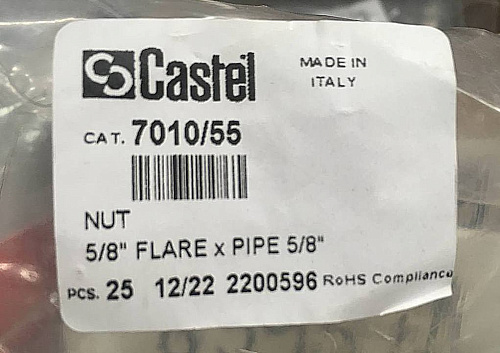 Castel
MADE IN
ITALY
CAT. 7010/55
NUT
5/8" FLARE x PIPE 5/8"
PCS. 25 12/22 2200596 RoHS Compliance